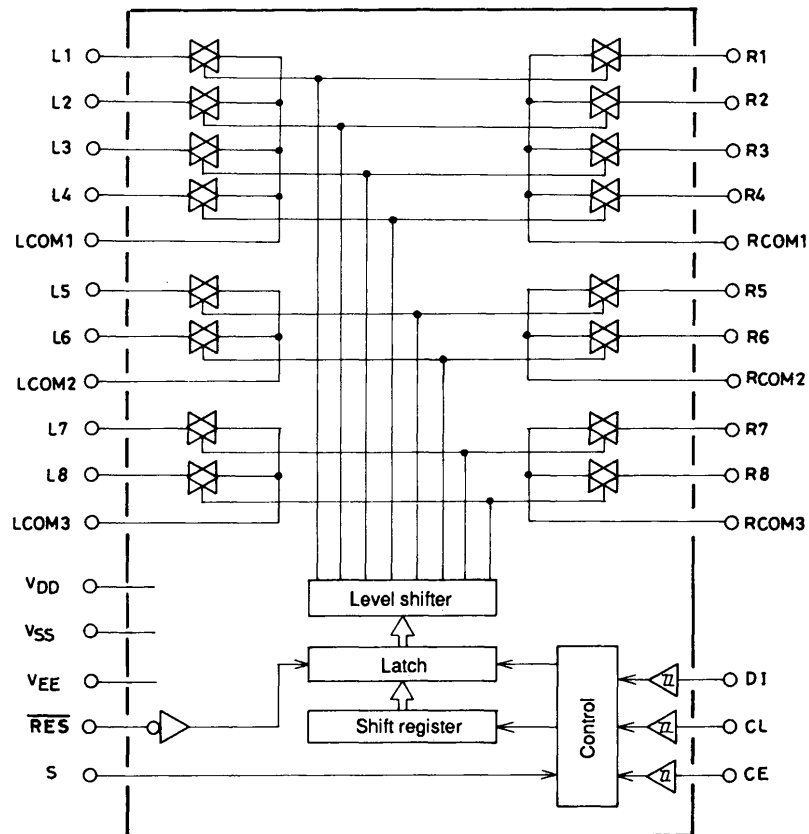 L1 R1
L2 R2
L3 R3
L4 R4
LCOM1 RCOM1
L5 R5
L6 R6
LCOM2 RCOM2
L7 R7
L8 R8
LCOM3 RCOM3
VDD
Level shifter
VSS
Latch
VEE DI
RES
Shift register
Control
CL
S CE